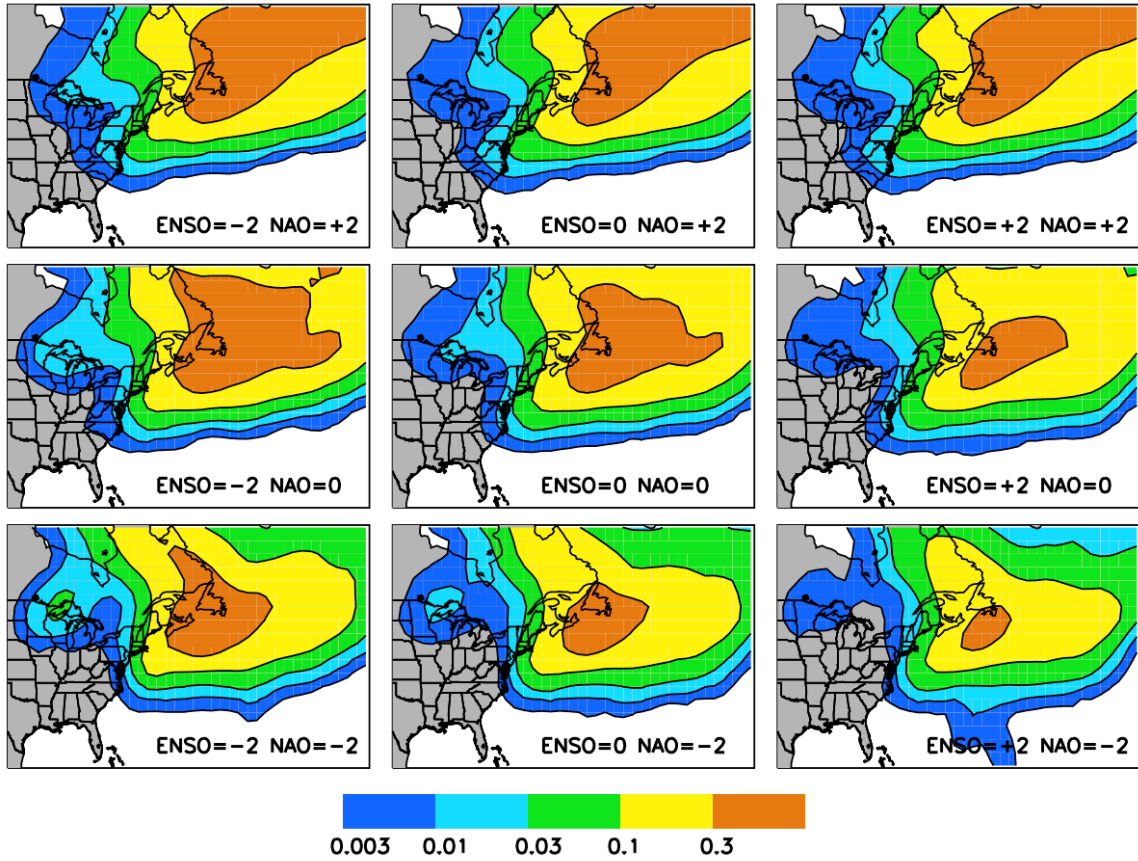 ENSO=-2 NAO=+2
ENSO=0 NAO=+2
ENSO=+2 NAO=+2
ENSO=-2 NAO=0
ENSO=0 NAO=0
ENSO=+2 NAO=0
ENSO=-2 NAO=-2
ENSO=0 NAO=-2
ENSO=+2 NAO=-2
0.003 0.01 0.03 0.1 0.3